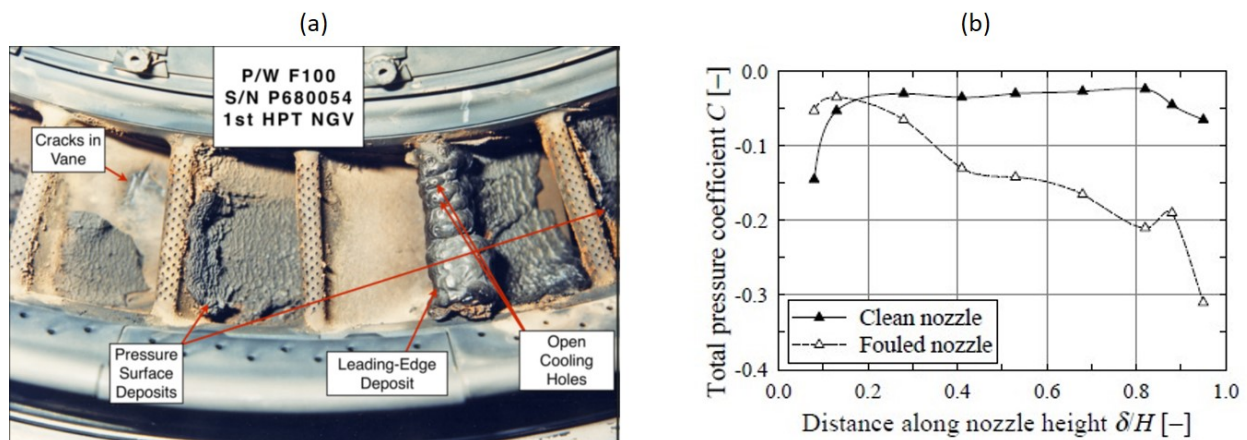 (a)
P/W F100
S/N P680054
1st HPT NGV
Cracks in
Vane
Pressure
Surface
Deposits
Leading-Edge
Deposit
Open
Cooling
Holes
(b)
Total pressure coefficient C [–]
0.0
-0.1
-0.2
-0.3
-0.4
Clean nozzle
Fouled nozzle
0.0 0.2 0.4 0.6 0.8 1.0
Distance along nozzle height δ/H [–]